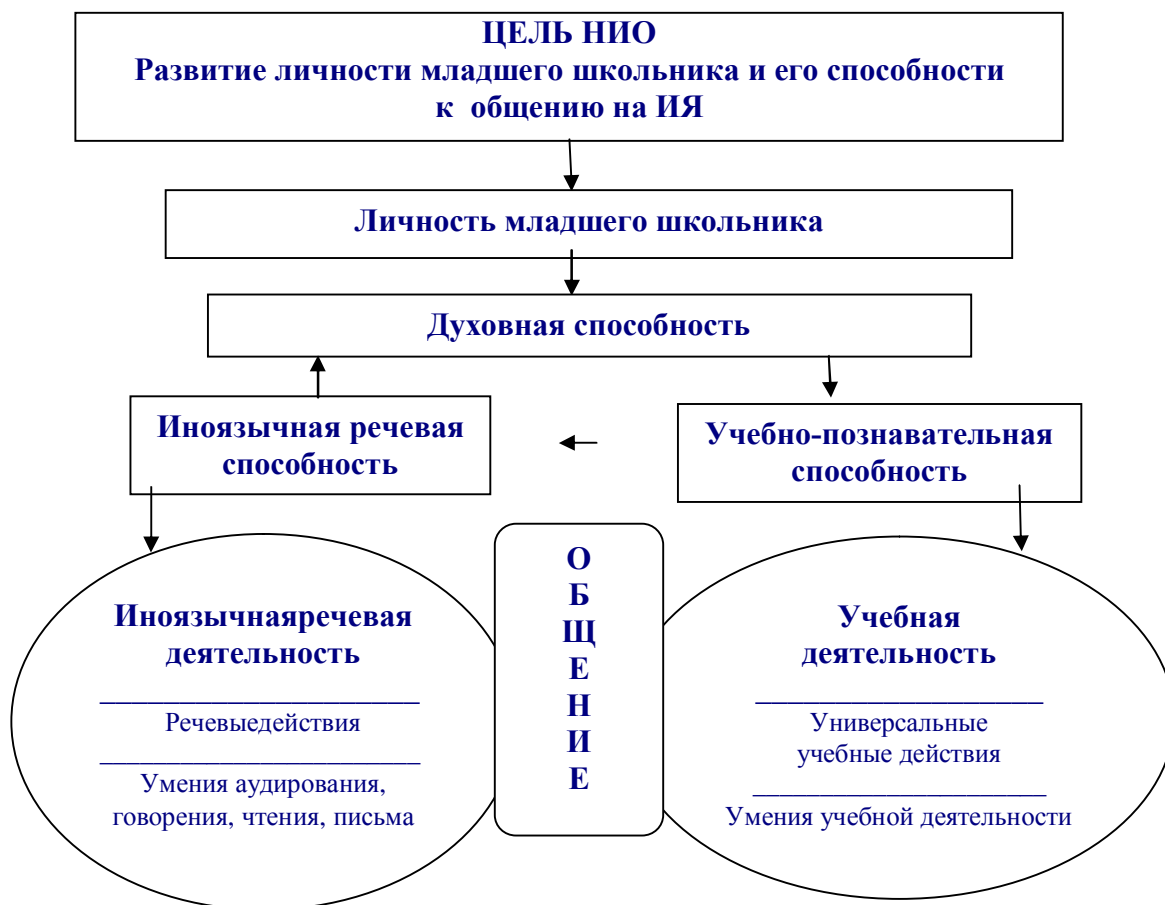 ЦЕЛЬ НИО
Развитие личности младшего школьника и его способности
к общению на ИЯ
Личность младшего школьника
Духовная способность
Иноязычная речевая
способность
Учебно-познавательная
способность
О
Б
Щ
Е
Н
И
Е
Иноязычнаяречевая
деятельность
Речевыедействия
Умения аудирования,
говорения, чтения, письма
Учебная
деятельность
Универсальные
учебные действия
Умения учебной деятельности